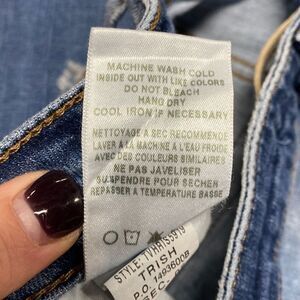 MACHINE WASH COLD
INSIDE OUT WITH LIKE COLORS
DO NOT BLEACH
HANG DRY
COOL IRON IF NECESSARY
NETTOYAGE A SEC RECOMMENDE
LAVER A LA MACHINE A L'EAU FROIDE
AVEC DES COULEURS SIMILAIRES
NE PAS JAVELISER
SUSPENDRE POUR SECHER
REPASSER A TEMPERATURE BASSE
STYLE:
TRISH
P.O. 149360OB